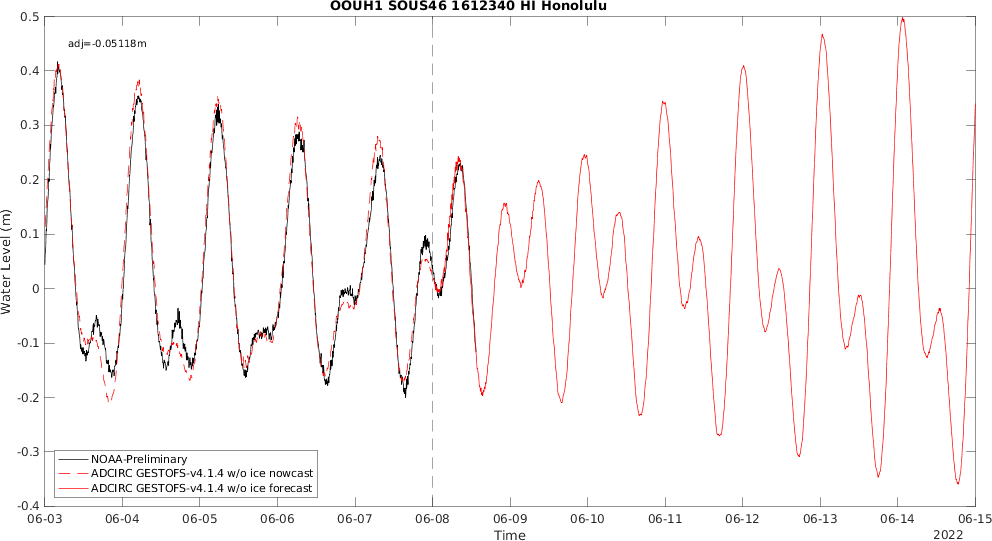 OOUH1 SOUS46 1612340 HI Honolulu
adj=-0.05118m
0.5
0.4
0.3
0.2
0.1
0
-0.1
-0.2
-0.3
-0.4
Water Level (m)
NOAA-Preliminary
ADCIRC GESTOFS-v4.1.4 w/o ice nowcast
ADCIRC GESTOFS-v4.1.4 w/o ice forecast
06-03 06-04 06-05 06-06 06-07 06-08 06-09 06-10 06-11 06-12 06-13 06-14 06-15
Time
2022